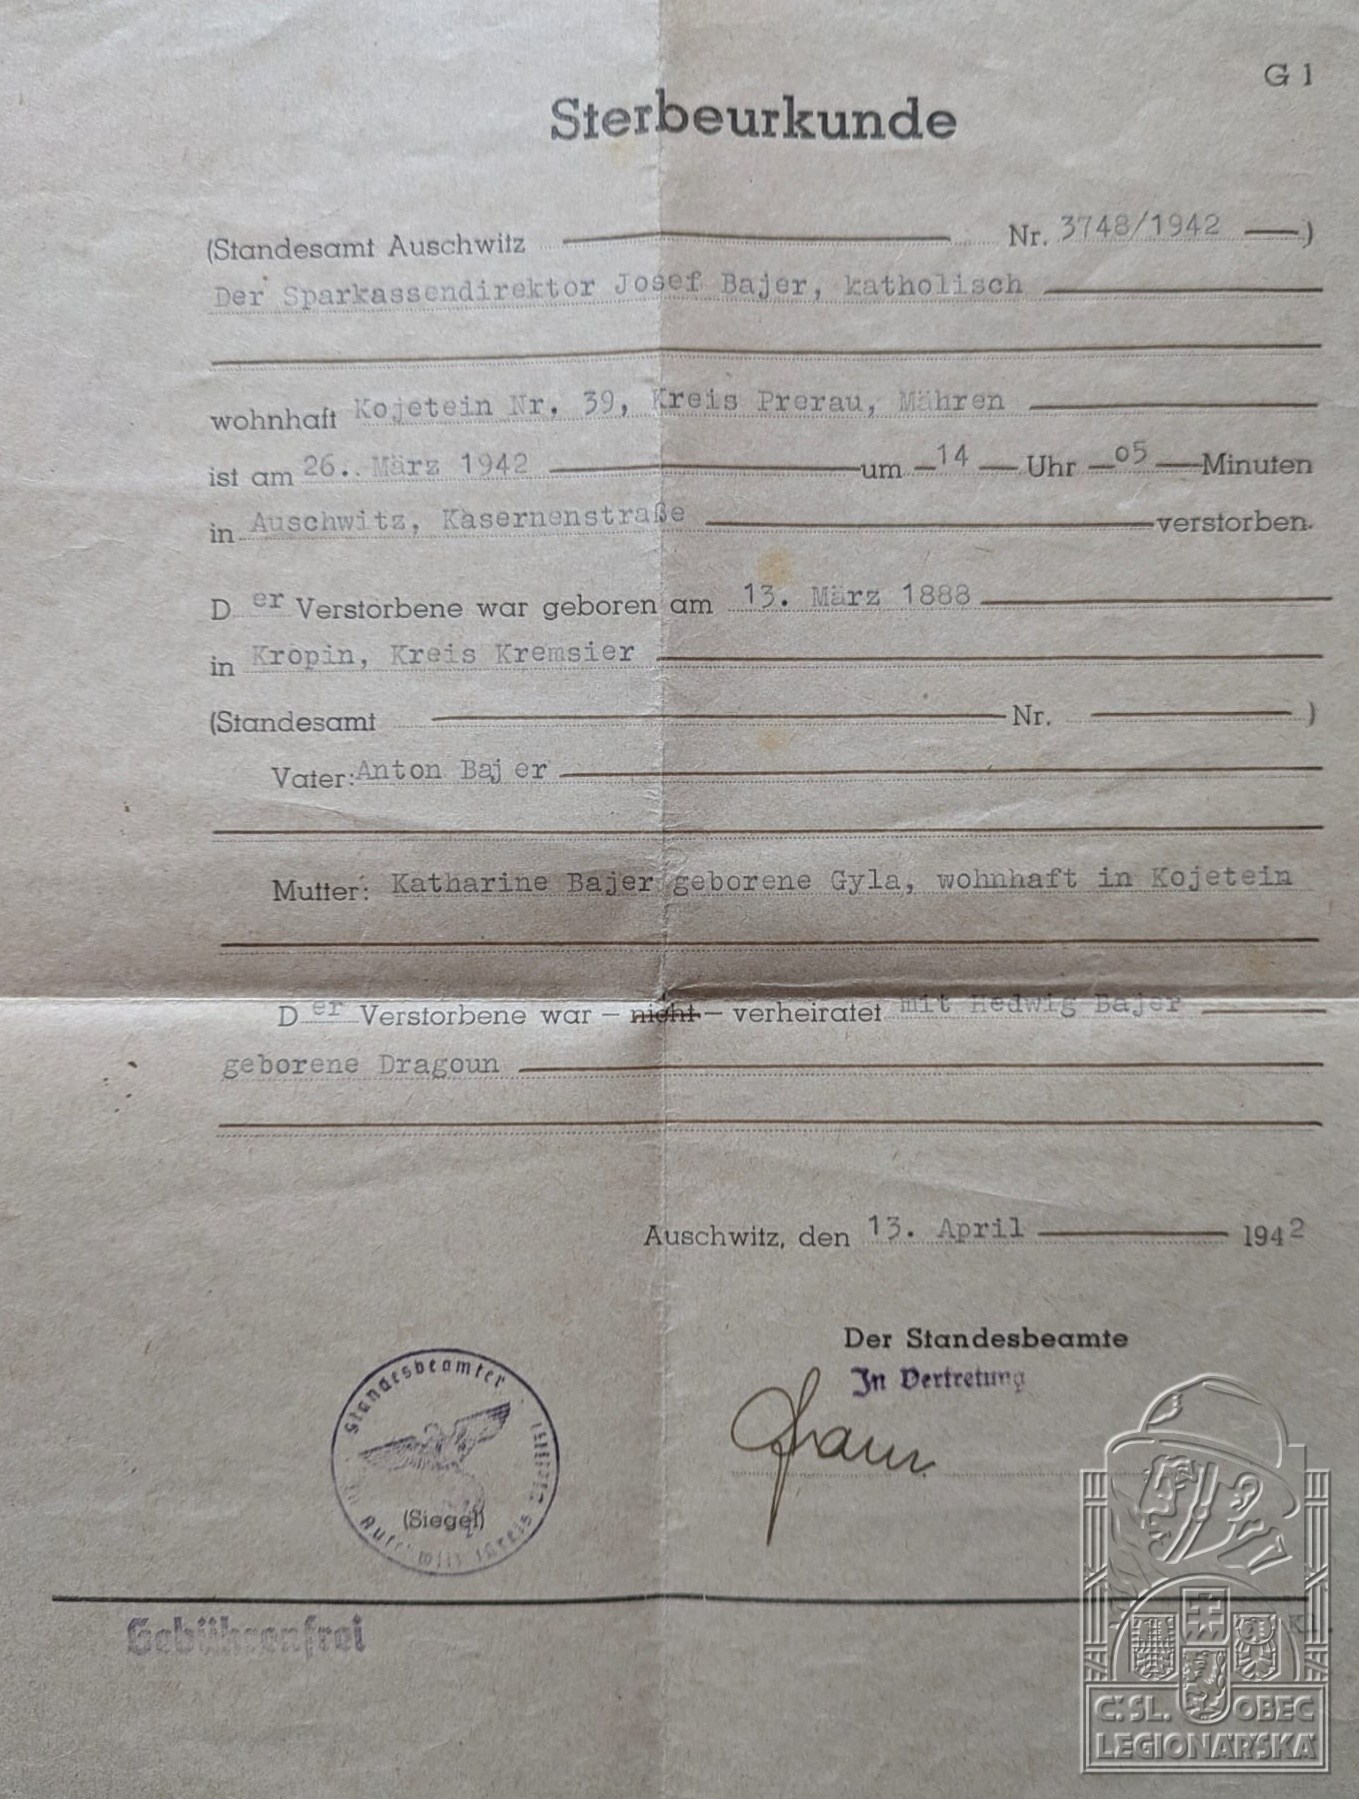 G 1
Sterbeurkunde
(Standesamt Auschwitz Nr. 3748/1942 )
Der Sparkassendirektor Josef Bajer, katholisch
wohnhaft Kojetein Nr. 39, Kreis Prerau, Mähren
ist am 26. März 1942 um 14 Uhr 05 Minuten
in Auschwitz, Kasernenstraße verstorben.
Der Verstorbene war geboren am 13. März 1888
in Kropin, Kreis Kremsier
(Standesamt Nr. )
Vater: Anton Bajer
Mutter: Katharine Bajer geborene Gyla, wohnhaft in Kojetein
Der Verstorbene war – nicht – verheiratet mit Hedwig Bajer
geborene Dragoun
Auschwitz, den 13. April 1942
Der Standesbeamte
In Vertretung
Standesbeamter
Auschwitz (Kreis
(Siegel)
Gebührenfrei
Č.SL. OBEC
LEGIONÁŘSKÁ